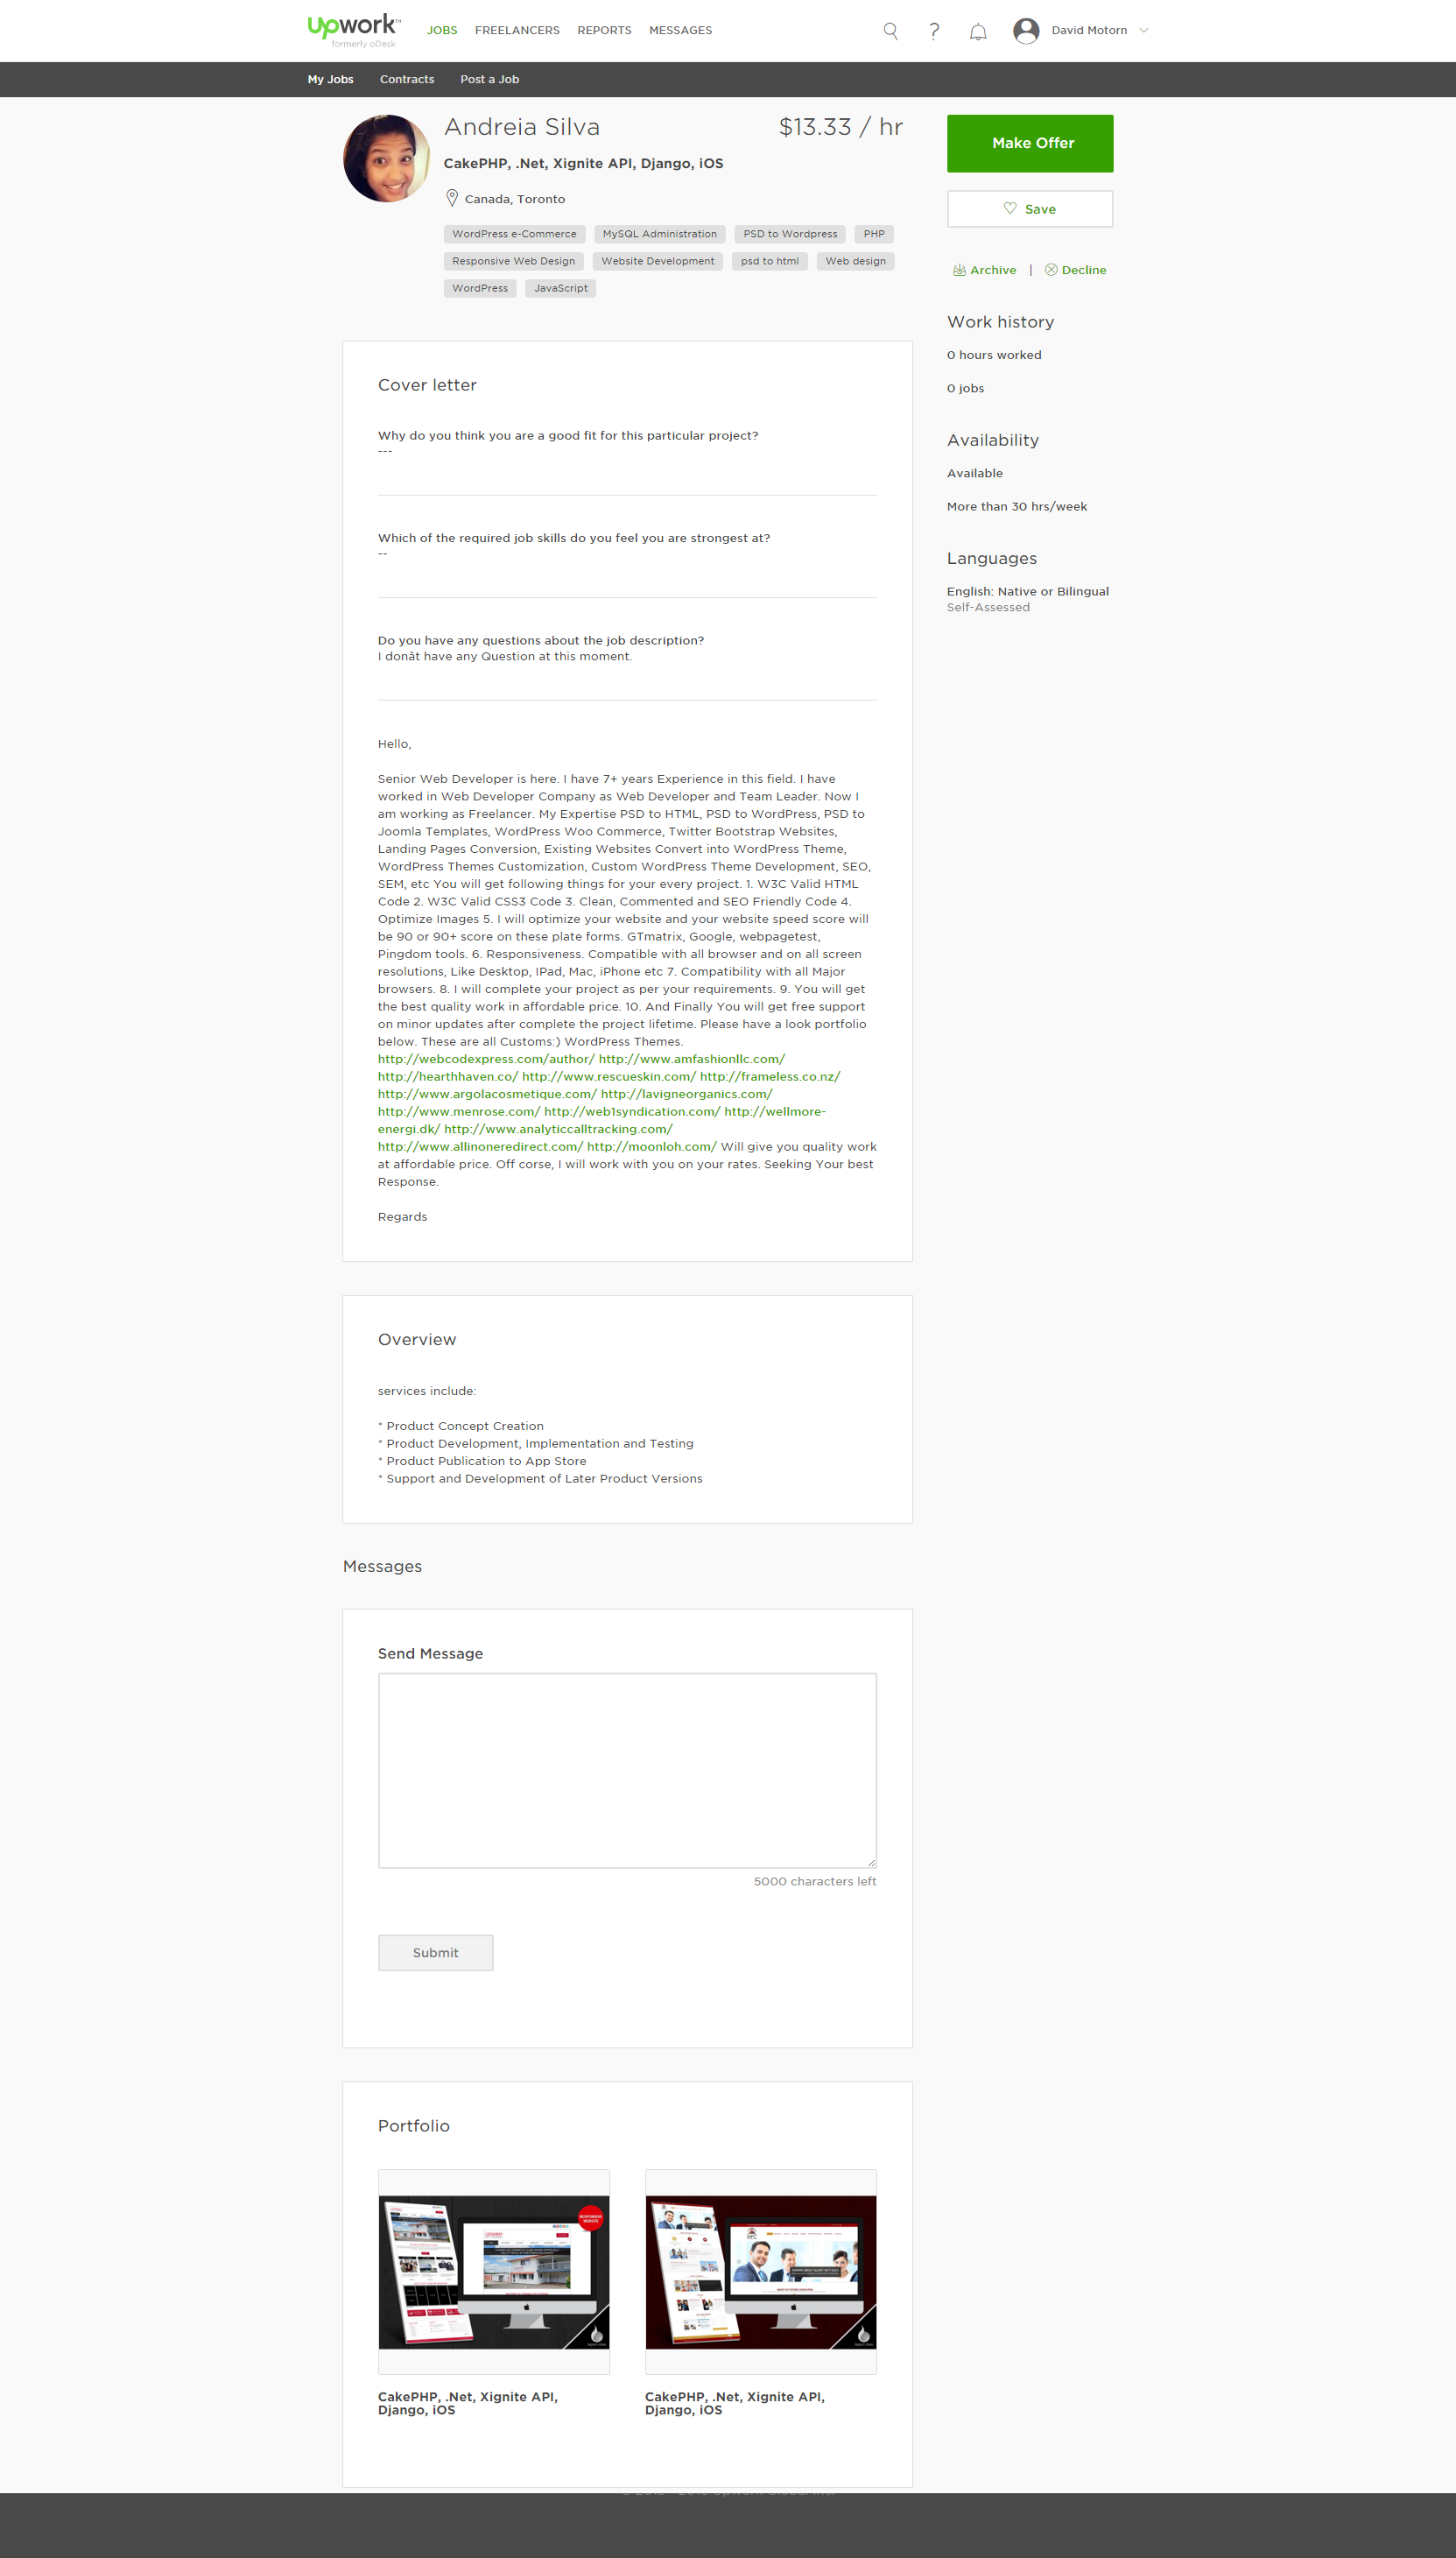 upwork™
formerly oDesk
JOBS FREELANCERS REPORTS MESSAGES
? David Motorn
My Jobs Contracts Post a Job
Andreia Silva $13.33 / hr
CakePHP, .Net, Xignite API, Django, iOS
Canada, Toronto
WordPress e-Commerce MySQL Administration PSD to Wordpress PHP
Responsive Web Design Website Development psd to html Web design
WordPress JavaScript
Make Offer
Save
Archive | Decline
Work history
0 hours worked
0 jobs
Availability
Available
More than 30 hrs/week
Languages
English: Native or Bilingual
Self-Assessed
Cover letter
Why do you think you are a good fit for this particular project?
---
Which of the required job skills do you feel you are strongest at?
--
Do you have any questions about the job description?
I donât have any Question at this moment.
Hello,
Senior Web Developer is here. I have 7+ years Experience in this field. I have
worked in Web Developer Company as Web Developer and Team Leader. Now I
am working as Freelancer. My Expertise PSD to HTML, PSD to WordPress, PSD to
Joomla Templates, WordPress Woo Commerce, Twitter Bootstrap Websites,
Landing Pages Conversion, Existing Websites Convert into WordPress Theme,
WordPress Themes Customization, Custom WordPress Theme Development, SEO,
SEM, etc You will get following things for your every project. 1. W3C Valid HTML
Code 2. W3C Valid CSS3 Code 3. Clean, Commented and SEO Friendly Code 4.
Optimize Images 5. I will optimize your website and your website speed score will
be 90 or 90+ score on these plate forms. GTmatrix, Google, webpagetest,
Pingdom tools. 6. Responsiveness. Compatible with all browser and on all screen
resolutions, Like Desktop, IPad, Mac, iPhone etc 7. Compatibility with all Major
browsers. 8. I will complete your project as per your requirements. 9. You will get
the best quality work in affordable price. 10. And Finally You will get free support
on minor updates after complete the project lifetime. Please have a look portfolio
below. These are all Customs:) WordPress Themes.
http://webcodexpress.com/author/ http://www.amfashionllc.com/
http://hearthhaven.co/ http://www.rescueskin.com/ http://frameless.co.nz/
http://www.argolacosmetique.com/ http://lavigneorganics.com/
http://www.menrose.com/ http://web1syndication.com/ http://wellmore-
energi.dk/ http://www.analyticcalltracking.com/
http://www.allinoneredirect.com/ http://moonloh.com/ Will give you quality work
at affordable price. Off corse, I will work with you on your rates. Seeking Your best
Response.
Regards
Overview
services include:
* Product Concept Creation
* Product Development, Implementation and Testing
* Product Publication to App Store
* Support and Development of Later Product Versions
Messages
Send Message
5000 characters left
Submit
Portfolio
RESPONSIVE
WEBSITE
CakePHP, .Net, Xignite API,
Django, iOS
CakePHP, .Net, Xignite API,
Django, iOS